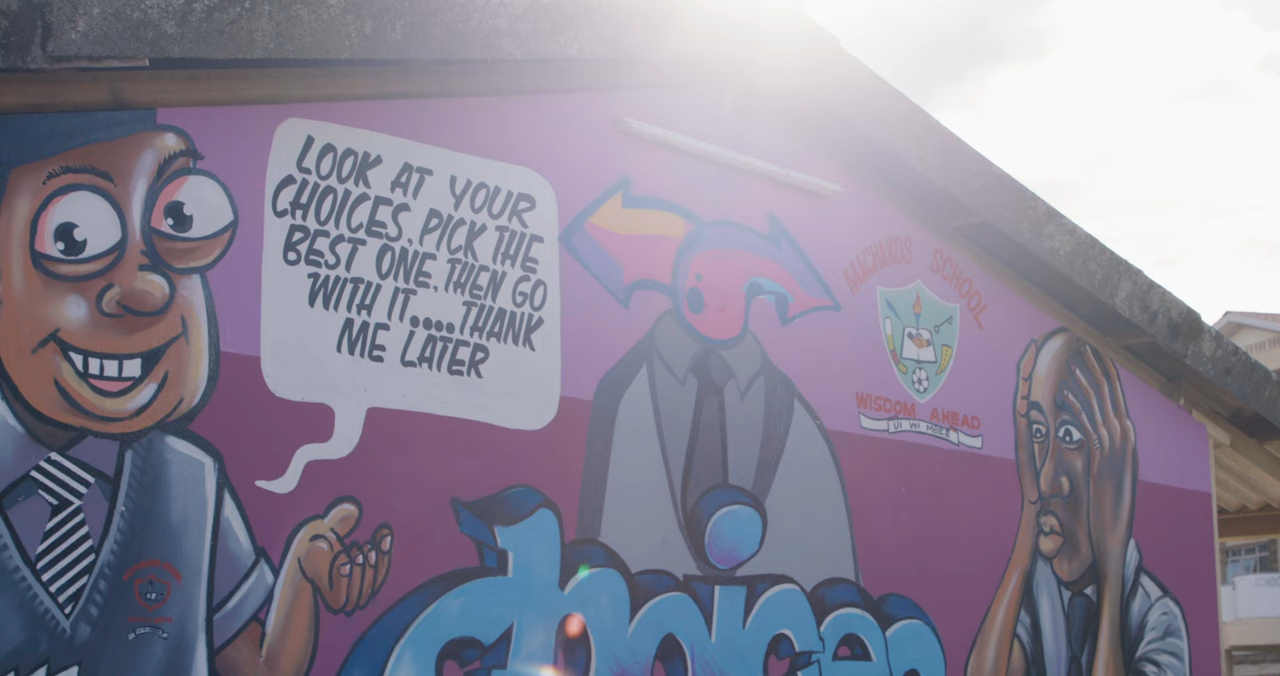 LOOK AT YOUR
CHOICES. PICK THE
BEST ONE. THEN GO
WITH IT....THANK
ME LATER
MACHAKOS SCHOOL
WISDOM AHEAD
UI WI MBEE
choices